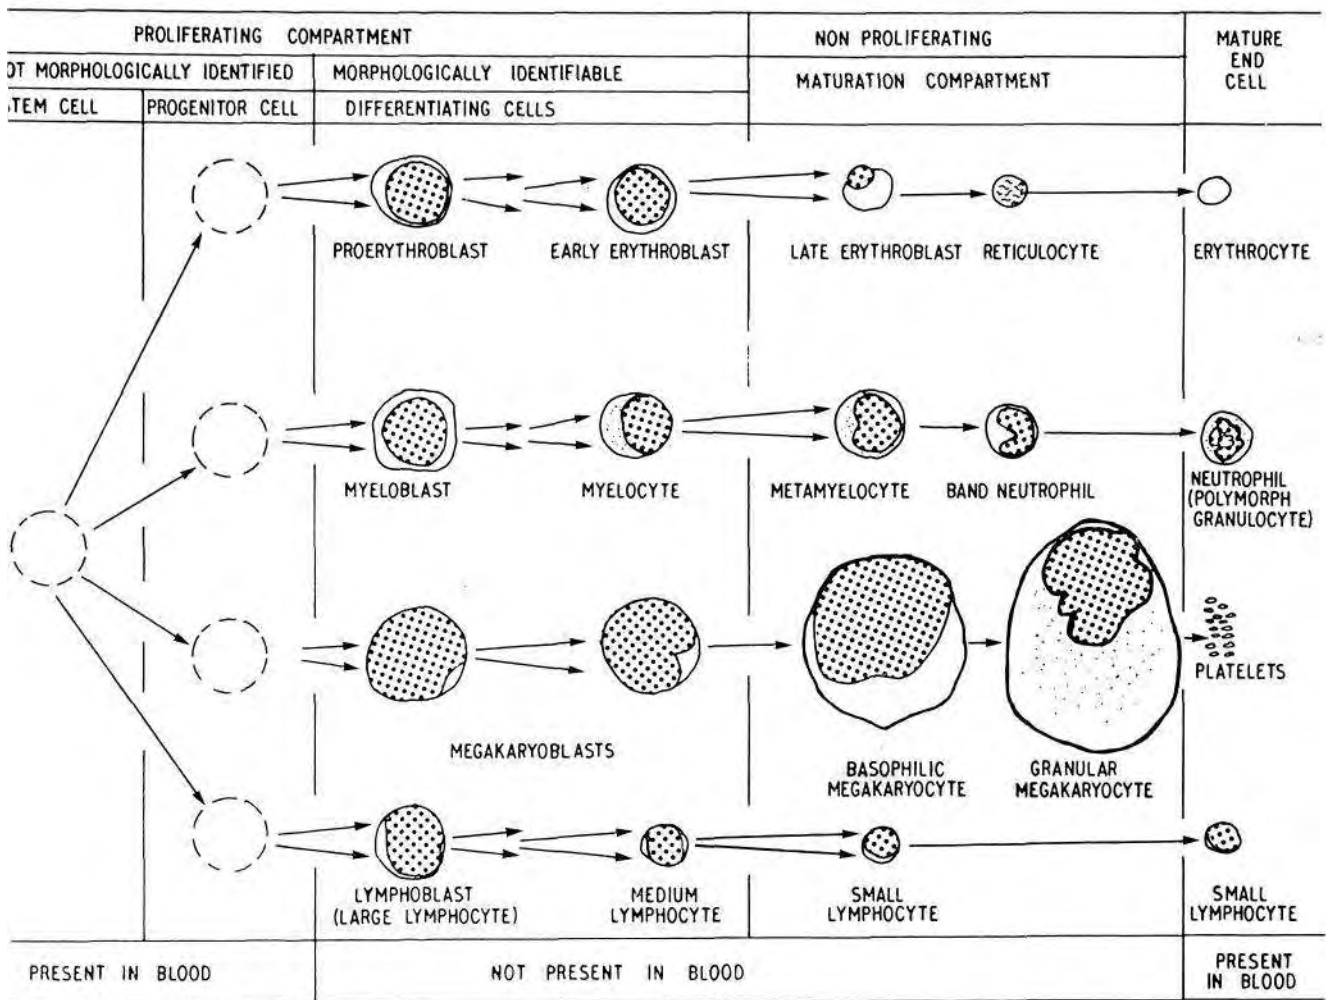 PROLIFERATING COMPARTMENT
NON PROLIFERATING
MATURE
END
CELL
OT MORPHOLOGICALLY IDENTIFIED
MORPHOLOGICALLY IDENTIFIABLE
MATURATION COMPARTMENT
TEM CELL
PROGENITOR CELL
DIFFERENTIATING CELLS
PROERYTHROBLAST
EARLY ERYTHROBLAST
LATE ERYTHROBLAST
RETICULOCYTE
ERYTHROCYTE
MYELOBLAST
MYELOCYTE
METAMYELOCYTE
BAND NEUTROPHIL
NEUTROPHIL
(POLYMORPH
GRANULOCYTE)
MEGAKARYOBLASTS
BASOPHILIC
MEGAKARYOCYTE
GRANULAR
MEGAKARYOCYTE
PLATELETS
LYMPHOBLAST
(LARGE LYMPHOCYTE)
MEDIUM
LYMPHOCYTE
SMALL
LYMPHOCYTE
SMALL
LYMPHOCYTE
PRESENT IN BLOOD
NOT PRESENT IN BLOOD
PRESENT
IN BLOOD